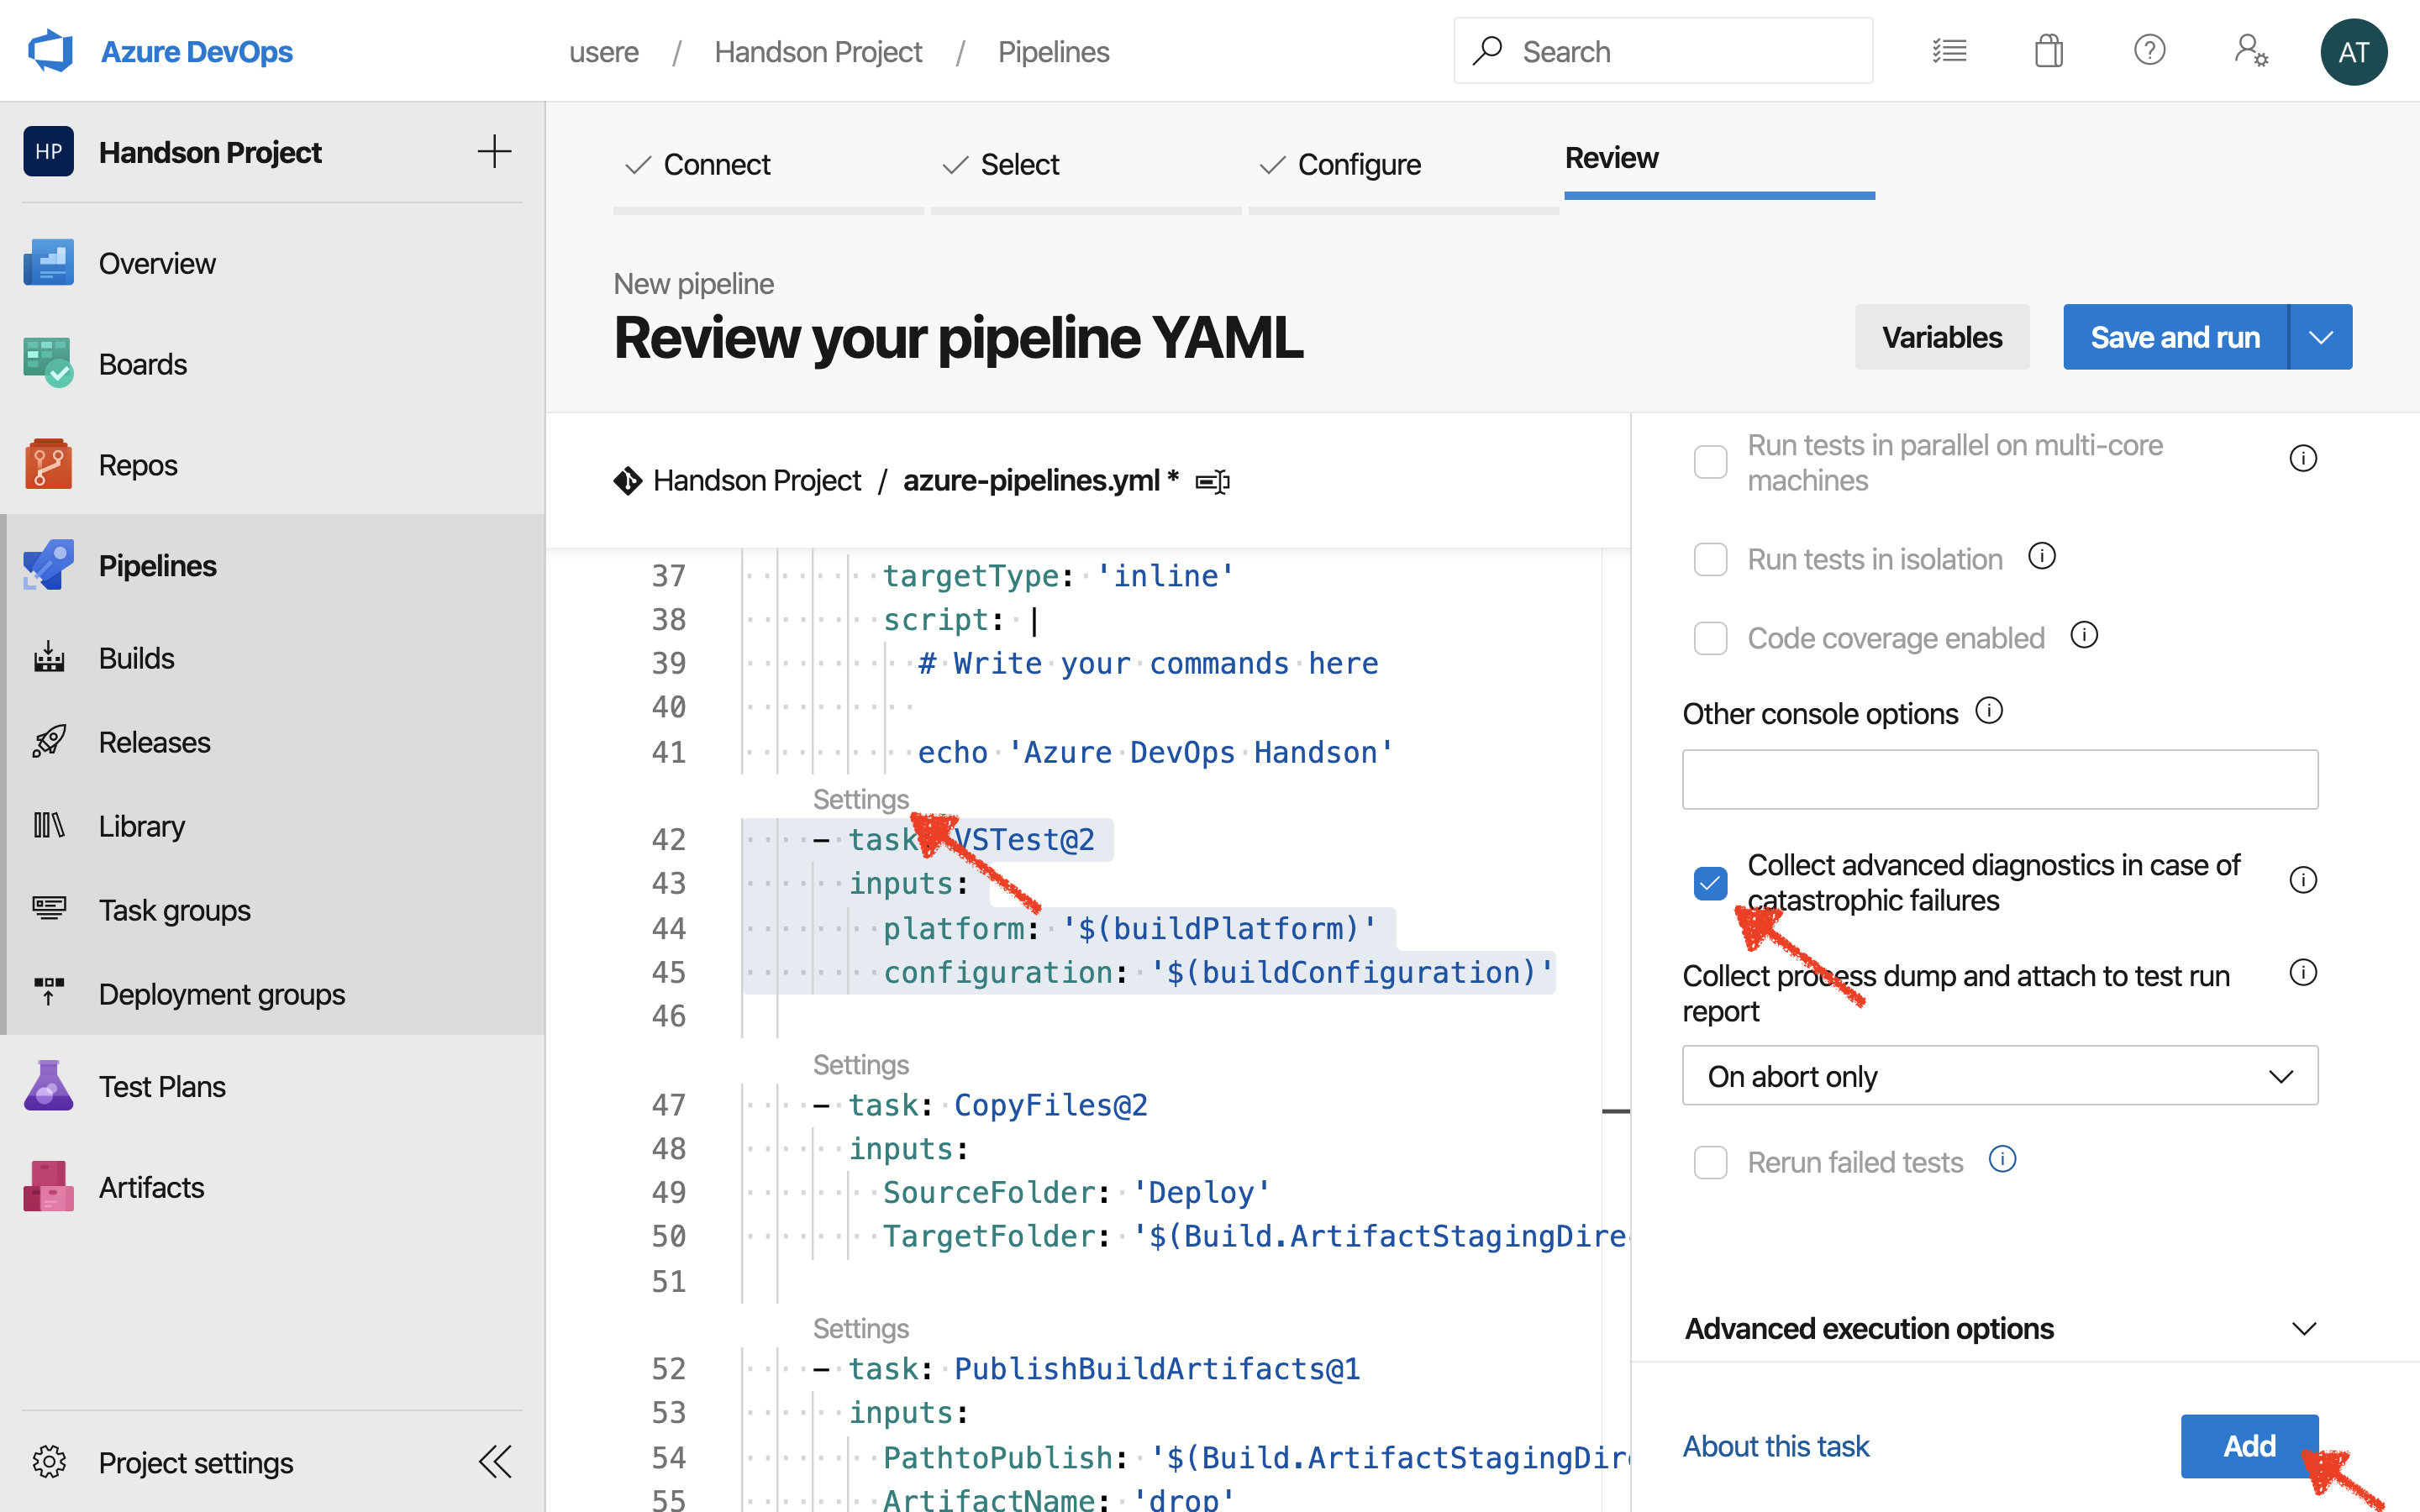 Azure DevOps
usere / Handson Project / Pipelines
Search
AT
HP
Handson Project
Overview
Boards
Repos
Pipelines
Builds
Releases
Library
Task groups
Deployment groups
Test Plans
Artifacts
Project settings
Connect
Select
Configure
Review
New pipeline
Review your pipeline YAML
Variables
Save and run
Handson Project / azure-pipelines.yml *
37 targetType: 'inline'
38 script: |
39 # Write your commands here
40
41 echo 'Azure DevOps Handson'
Settings
42 - task: VSTest@2
43 inputs:
44 platform: '$(buildPlatform)'
45 configuration: '$(buildConfiguration)'
46
Settings
47 - task: CopyFiles@2
48 inputs:
49 SourceFolder: 'Deploy'
50 TargetFolder: '$(Build.ArtifactStagingDire
51
Settings
52 - task: PublishBuildArtifacts@1
53 inputs:
54 PathtoPublish: '$(Build.ArtifactStagingDir
55 ArtifactName: 'drop'
Run tests in parallel on multi-core
machines
Run tests in isolation
Code coverage enabled
Other console options
Collect advanced diagnostics in case of
catastrophic failures
Collect process dump and attach to test run
report
On abort only
Rerun failed tests
Advanced execution options
About this task
Add